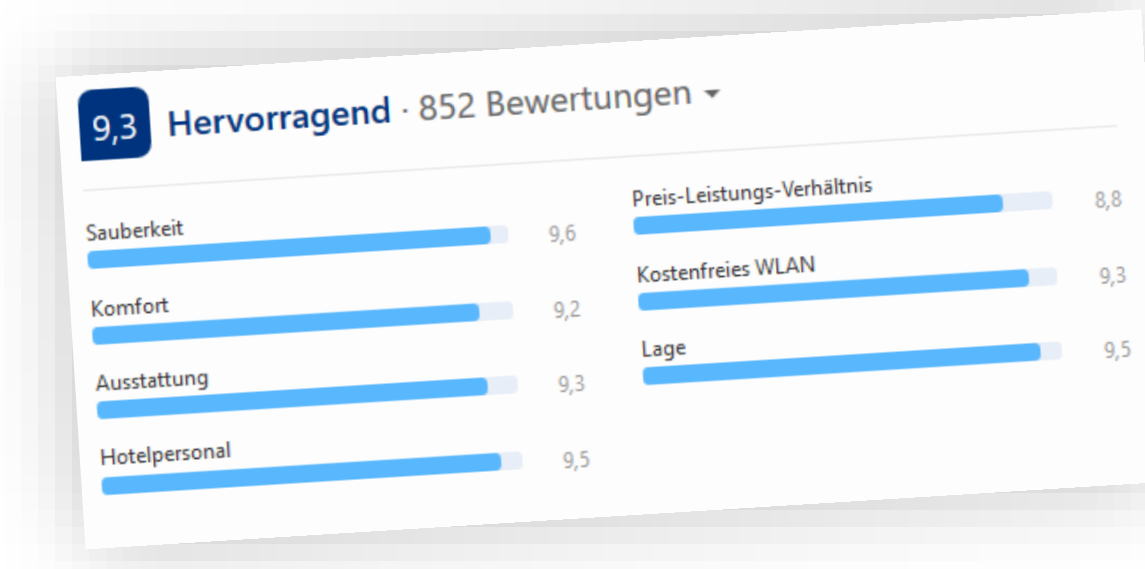 9,3 Hervorragend · 852 Bewertungen
Sauberkeit 9,6
Komfort 9,2
Ausstattung 9,3
Hotelpersonal 9,5
Preis-Leistungs-Verhältnis 8,8
Kostenfreies WLAN 9,3
Lage 9,5